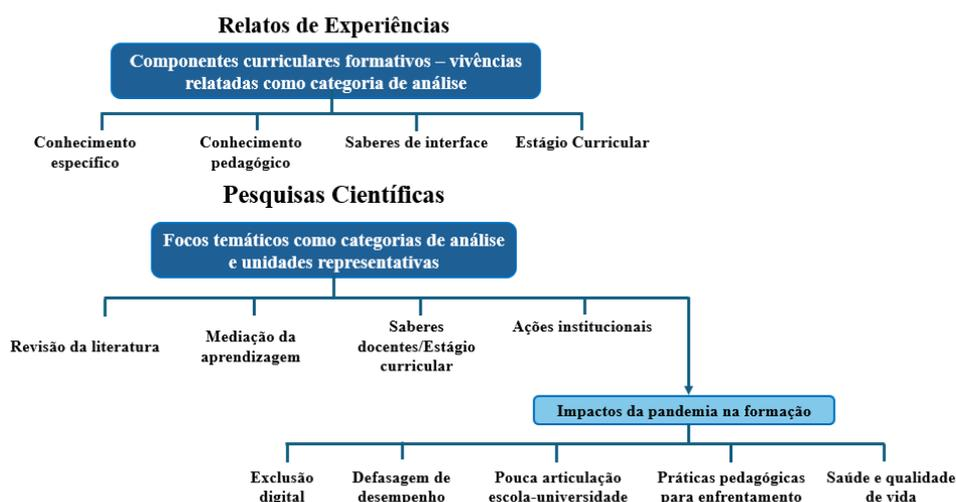 Relatos de Experiências
Componentes curriculares formativos – vivências
relatadas como categoria de análise
Conhecimento
específico
Conhecimento
pedagógico
Saberes de interface
Estágio Curricular
Pesquisas Científicas
Focos temáticos como categorias de análise
e unidades representativas
Revisão da literatura
Mediação da
aprendizagem
Saberes
docentes/Estágio
curricular
Ações institucionais
Impactos da pandemia na formação
Exclusão
digital
Defasagem de
desempenho
Pouca articulação
escola-universidade
Práticas pedagógicas
para enfrentamento
Saúde e qualidade
de vida